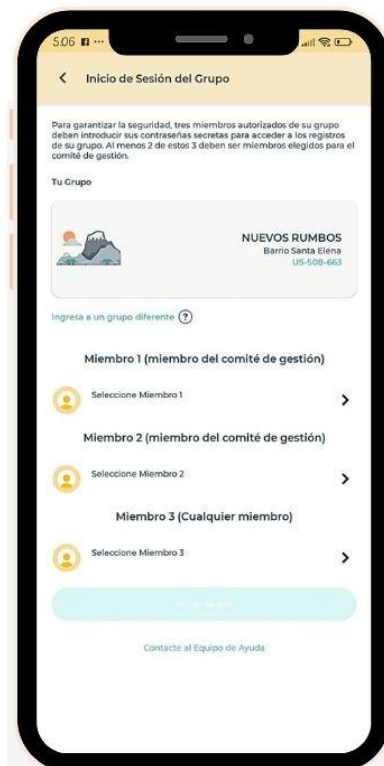 5:06
Inicio de Sesión del Grupo
Para garantizar la seguridad, tres miembros autorizados de su grupo
deben introducir sus contraseñas secretas para acceder a los registros
de su grupo. Al menos 2 de estos 3 deben ser miembros elegidos para el
comité de gestión.
Tu Grupo
NUEVOS RUMBOS
Barrio Santa Elena
US-508-663
Ingresa a un grupo diferente ?
Miembro 1 (miembro del comité de gestión)
Seleccione Miembro 1
Miembro 2 (miembro del comité de gestión)
Seleccione Miembro 2
Miembro 3 (Cualquier miembro)
Seleccione Miembro 3
Iniciar Sesión
Contacte al Equipo de Ayuda